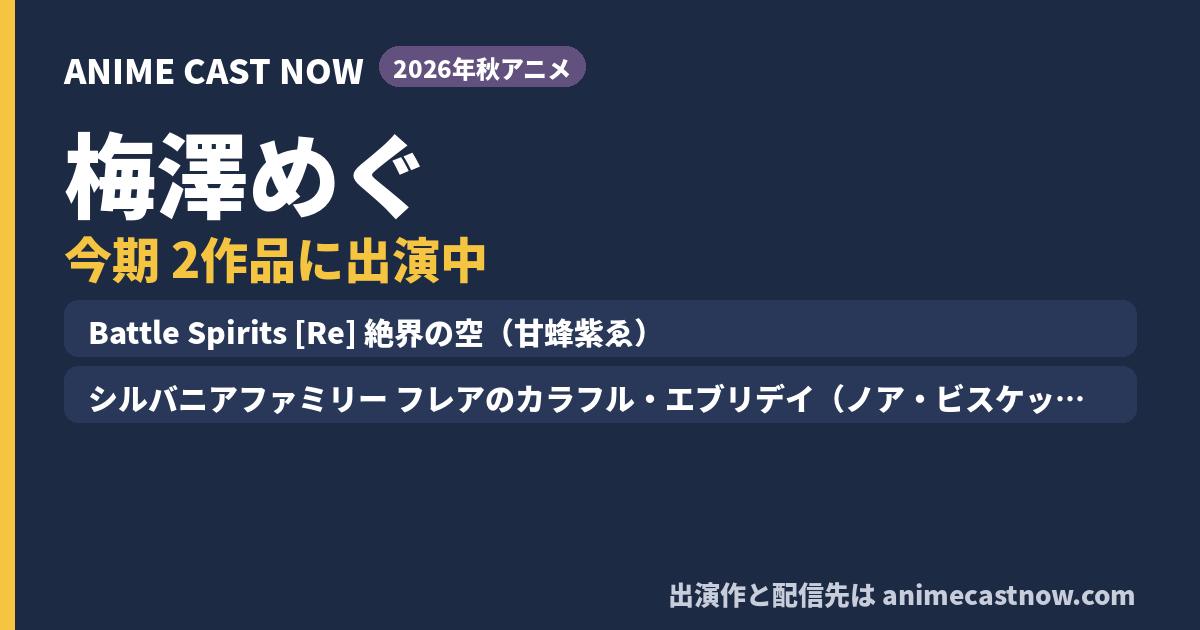 ANIME CAST NOW 2026年秋アニメ
梅澤めぐ
今期 2作品に出演中
Battle Spirits [Re] 絶界の空（甘蜂紫ゑ）
シルバニアファミリー フレアのカラフル・エブリデイ（ノア・ビスケッ…
出演作と配信先は animecastnow.com